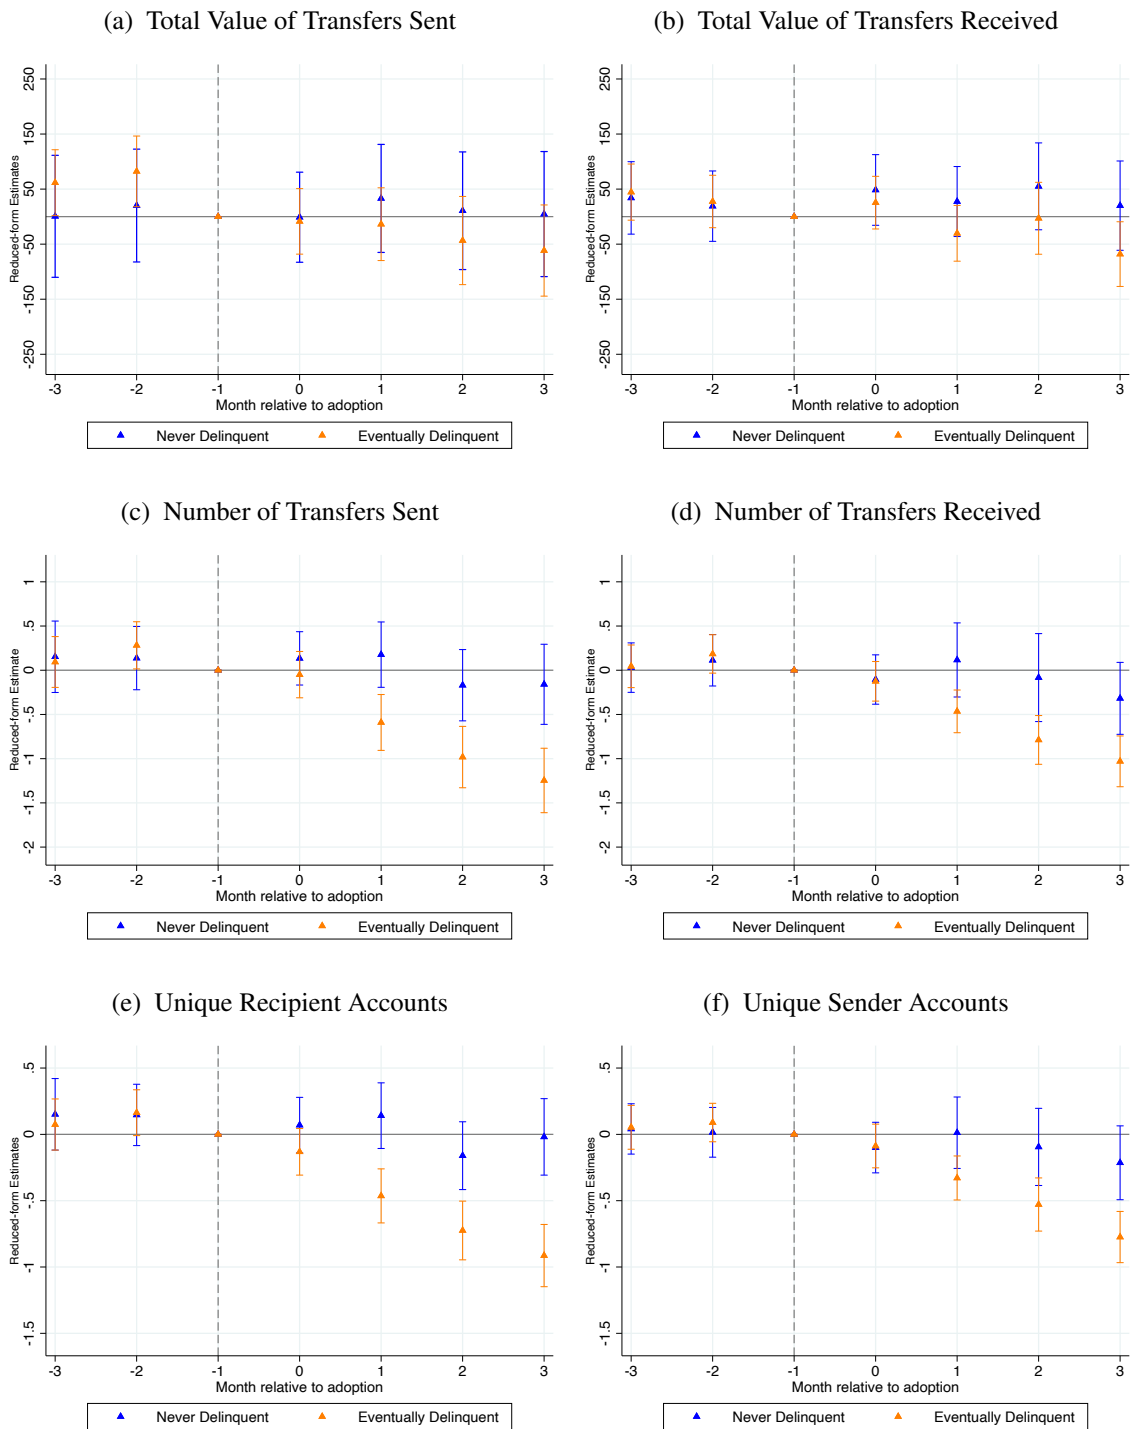 (a) Total Value of Transfers Sent
Reduced-form Estimates
250
150
50
-50
-150
-250
-3 -2 -1 0 1 2 3
Month relative to adoption
Never Delinquent Eventually Delinquent
(b) Total Value of Transfers Received
Reduced-form Estimates
250
150
50
-50
-150
-250
-3 -2 -1 0 1 2 3
Month relative to adoption
Never Delinquent Eventually Delinquent
(c) Number of Transfers Sent
Reduced-form Estimate
1
.5
0
-.5
-1
-1.5
-2
-3 -2 -1 0 1 2 3
Month relative to adoption
Never Delinquent Eventually Delinquent
(d) Number of Transfers Received
Reduced-form Estimate
1
.5
0
-.5
-1
-1.5
-2
-3 -2 -1 0 1 2 3
Month relative to adoption
Never Delinquent Eventually Delinquent
(e) Unique Recipient Accounts
Reduced-form Estimates
.5
0
-.5
-1
-1.5
-3 -2 -1 0 1 2 3
Month relative to adoption
Never Delinquent Eventually Delinquent
(f) Unique Sender Accounts
Reduced-form Estimates
.5
0
-.5
-1
-1.5
-3 -2 -1 0 1 2 3
Month relative to adoption
Never Delinquent Eventually Delinquent